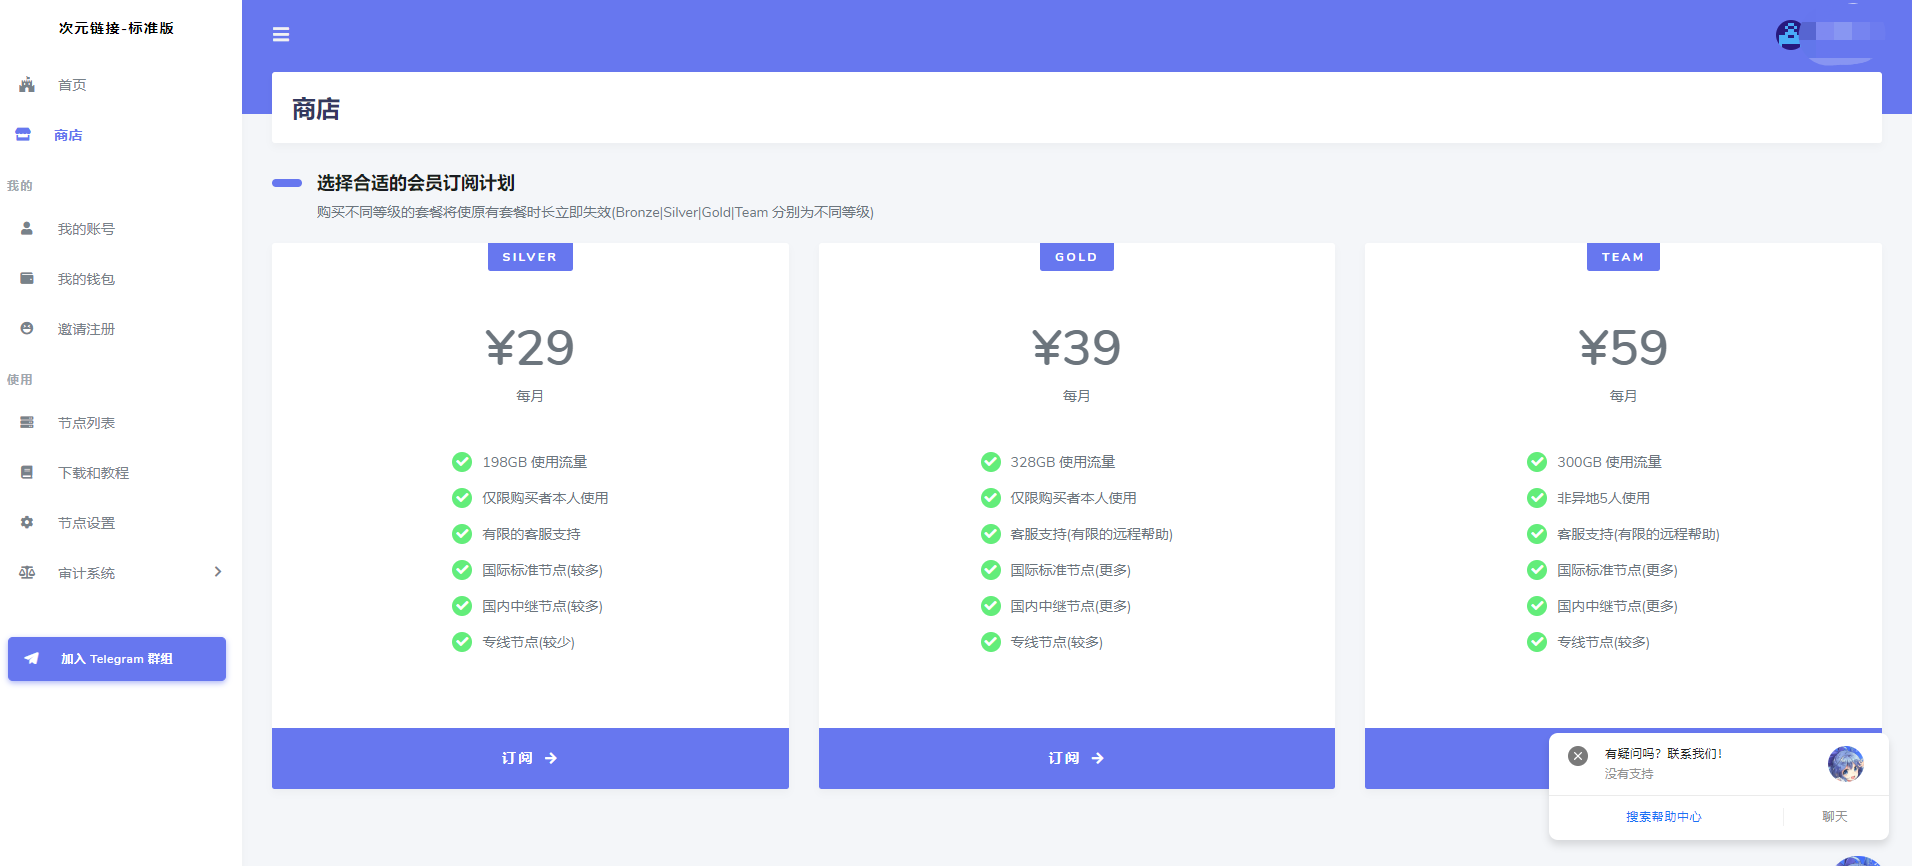 次元链接-标准版
首页
商店
我的
我的账号
我的钱包
邀请注册
使用
节点列表
下载和教程
节点设置
审计系统
加入 Telegram 群组
商店
选择合适的会员订阅计划
购买不同等级的套餐将使原有套餐时长立即失效(Bronze|Silver|Gold|Team 分别为不同等级)
SILVER
¥29
每月
198GB 使用流量
仅限购买者本人使用
有限的客服支持
国际标准节点(较多)
国内中继节点(较多)
专线节点(较少)
订阅
GOLD
¥39
每月
328GB 使用流量
仅限购买者本人使用
客服支持(有限的远程帮助)
国际标准节点(更多)
国内中继节点(更多)
专线节点(较多)
订阅
TEAM
¥59
每月
300GB 使用流量
非异地5人使用
客服支持(有限的远程帮助)
国际标准节点(更多)
国内中继节点(更多)
专线节点(较多)
有疑问吗？联系我们！
没有支持
搜索帮助中心
聊天